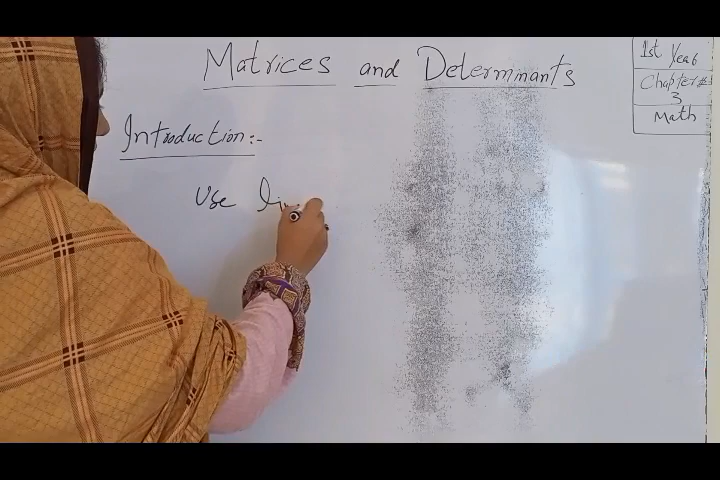 Matrices and Determinants
1st Year
Chapter #
3
Math
Introduction:-
Use